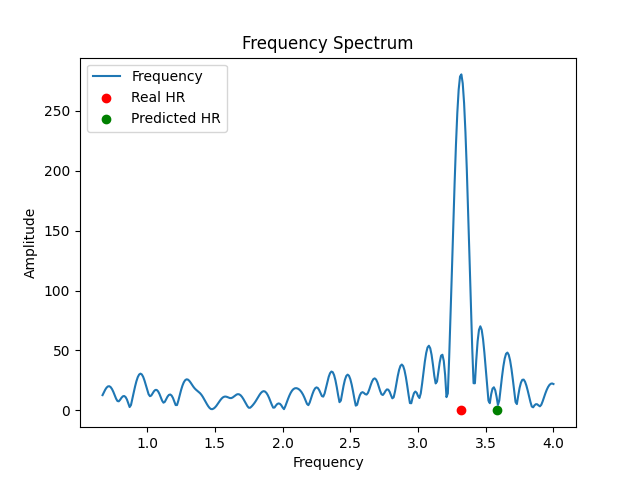 Frequency Spectrum
Frequency
Real HR
Predicted HR
Amplitude
250
200
150
100
50
0
1.0 1.5 2.0 2.5 3.0 3.5 4.0
Frequency